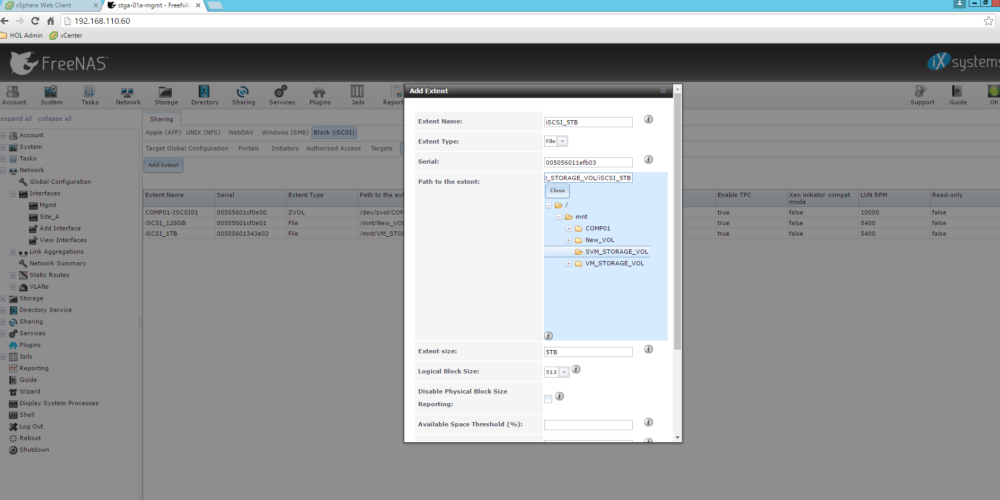 vSphere Web Client
stga-01a-mgmt - FreeNAS
192.168.110.60
HOL Admin vCenter
FreeNAS™
iXsystems
Account System Tasks Network Storage Directory Sharing Services Plugins Jails Report
Support Guide OK
expand all collapse all
Account
System
Tasks
Network
Global Configuration
Interfaces
Mgmt
Site_A
Add Interface
View Interfaces
Link Aggregations
Network Summary
Static Routes
VLANs
Storage
Directory Service
Sharing
Services
Plugins
Jails
Reporting
Guide
Wizard
Display System Processes
Shell
Log Out
Reboot
Shutdown
Sharing
Apple (AFP) UNIX (NFS) WebDAV Windows (SMB) Block (iSCSI)
Target Global Configuration Portals Initiators Authorized Access Targets
Add Extent
Extent Name Serial Extent Type Path to the ext Enable TPC Xen initiator compat mode LUN RPM Read-only
COMP01-ISCSI01 00505601cf0e00 ZVOL /dev/zvol/COM true false 10000 false
iSCSI_128GB 00505601cf0e01 File /mnt/New_VOL true false 5400 false
iSCSI_1TB 00505601343e02 File /mnt/VM_STOR true false 5400 false
Add Extent
Extent Name: iSCSI_5TB
Extent Type: File
Serial: 005056011efb03
Path to the extent: I_STORAGE_VOL/iSCSI_5TB
Close
/
mnt
COMP01
New_VOL
SVM_STORAGE_VOL
VM_STORAGE_VOL
Extent size: 5TB
Logical Block Size: 512
Disable Physical Block Size
Reporting:
Available Space Threshold (%):